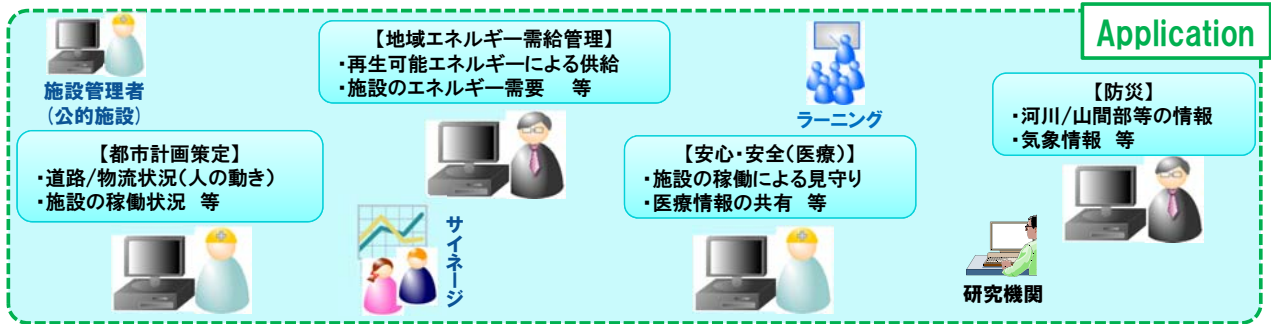 Application
施設管理者
(公的施設)
【地域エネルギー需給管理】
・再生可能エネルギーによる供給
・施設のエネルギー需要 等
ラーニング
【防災】
・河川/山間部等の情報
・気象情報 等
【都市計画策定】
・道路/物流状況(人の動き)
・施設の稼働状況 等
サイネージ
【安心・安全(医療)】
・施設の稼働による見守り
・医療情報の共有 等
研究機関